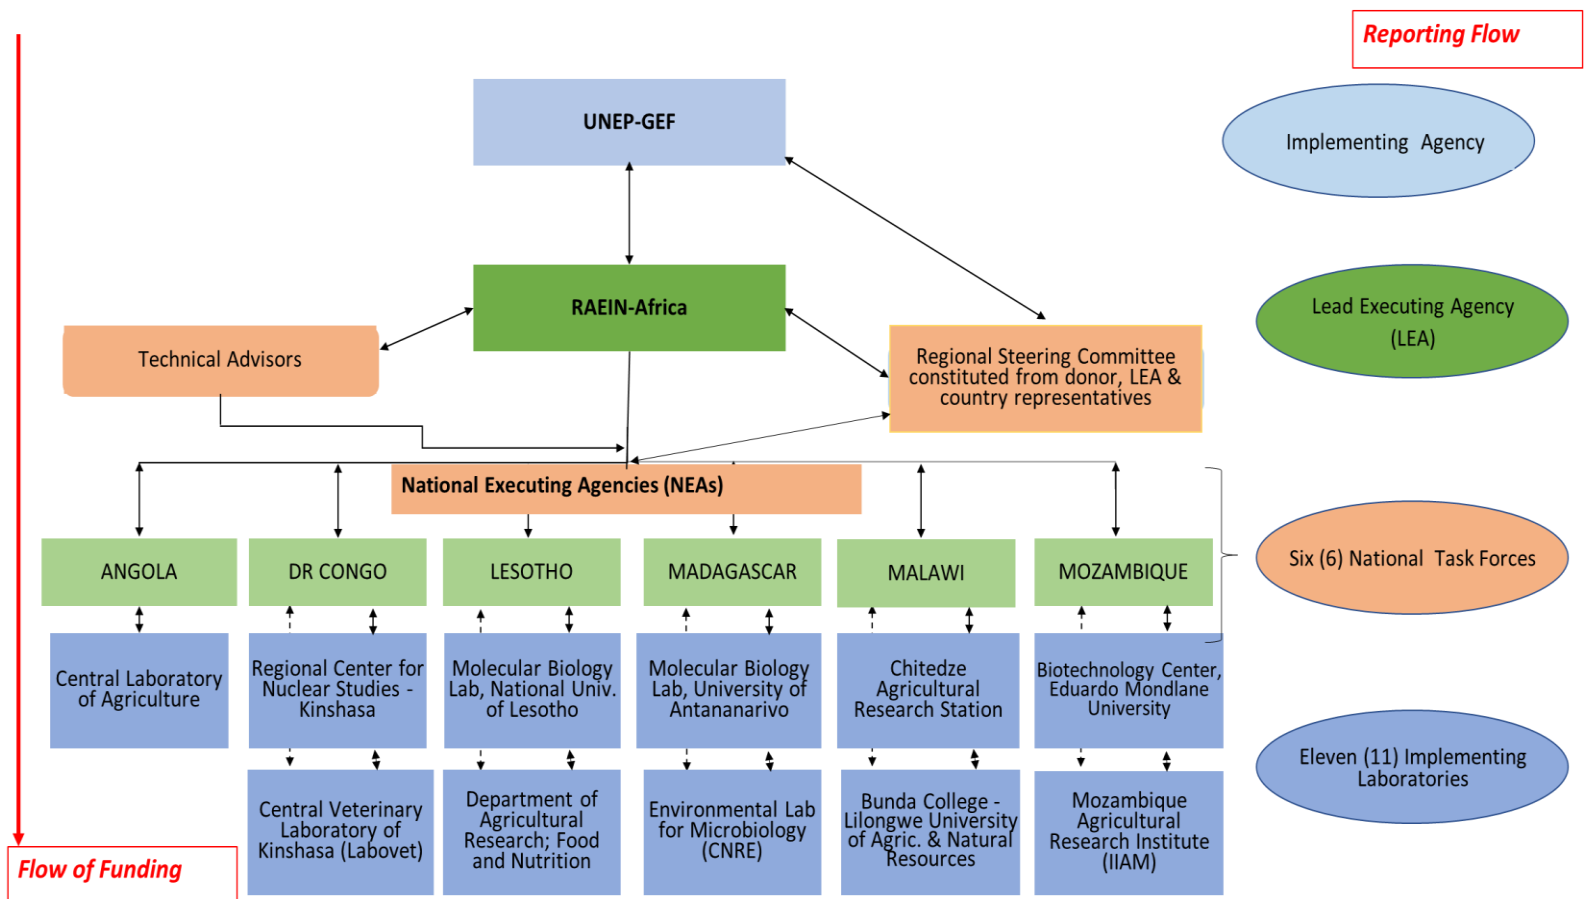 Reporting Flow
UNEP-GEF
Implementing Agency
RAEIN-Africa
Lead Executing Agency
(LEA)
Technical Advisors
Regional Steering Committee
constituted from donor, LEA &
country representatives
National Executing Agencies (NEAs)
Six (6) National Task Forces
ANGOLA
DR CONGO
LESOTHO
MADAGASCAR
MALAWI
MOZAMBIQUE
Central Laboratory
of Agriculture
Regional Center for
Nuclear Studies -
Kinshasa
Molecular Biology
Lab, National Univ.
of Lesotho
Molecular Biology
Lab, University of
Antananarivo
Chitedze
Agricultural
Research Station
Biotechnology Center,
Eduardo Mondlane
University
Eleven (11) Implementing
Laboratories
Central Veterinary
Laboratory of
Kinshasa (Labovet)
Department of
Agricultural
Research; Food
and Nutrition
Environmental Lab
for Microbiology
(CNRE)
Bunda College -
Lilongwe University
of Agric. & Natural
Resources
Mozambique
Agricultural
Research Institute
(IIAM)
Flow of Funding